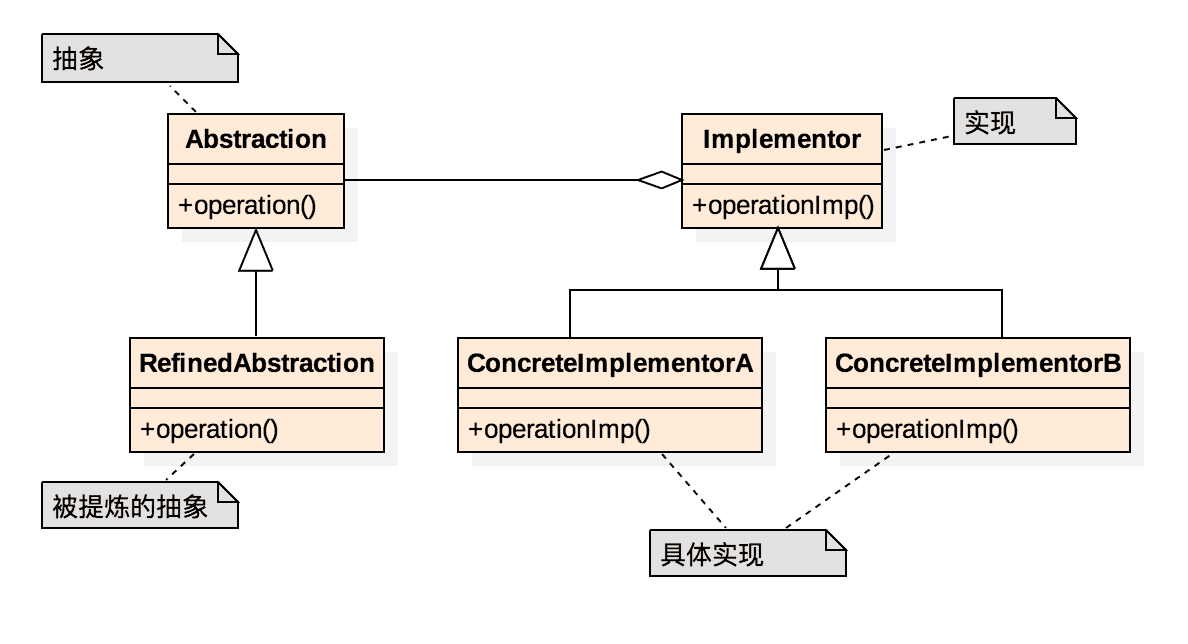 抽象
实现
Abstraction
+operation()
Implementor
+operationImp()
RefinedAbstraction
+operation()
ConcreteImplementorA
+operationImp()
ConcreteImplementorB
+operationImp()
被提炼的抽象
具体实现